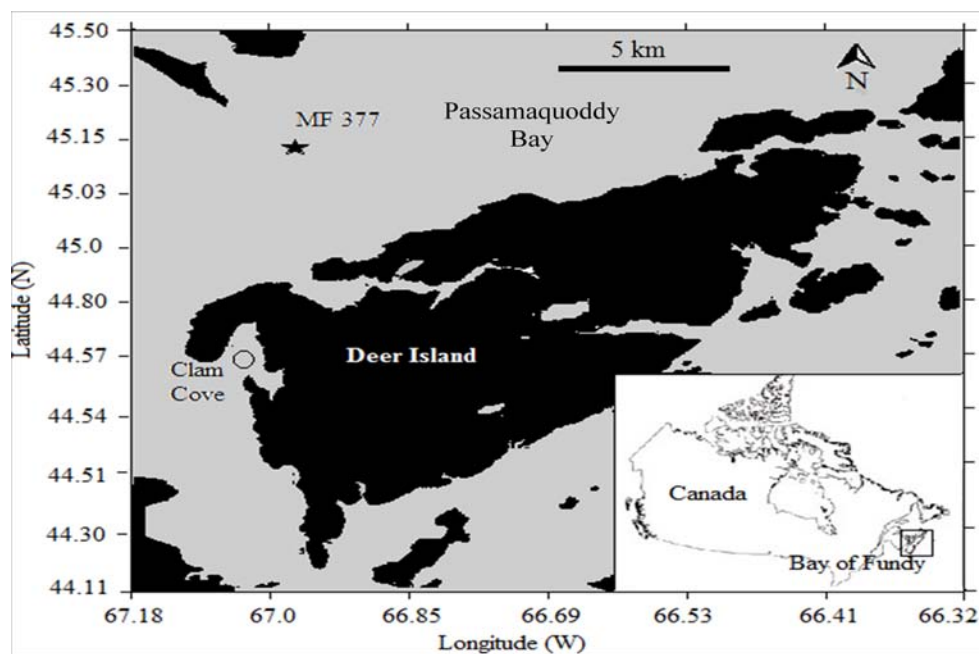 45.50
45.30
45.15
45.03
45.0
44.80
44.57
44.54
44.51
44.30
44.11
Latitude (N)
5 km
N
MF 377
Passamaquoddy
Bay
Deer Island
Clam
Cove
Canada
Bay of Fundy
67.18 67.0 66.85 66.69 66.53 66.41 66.32
Longitude (W)